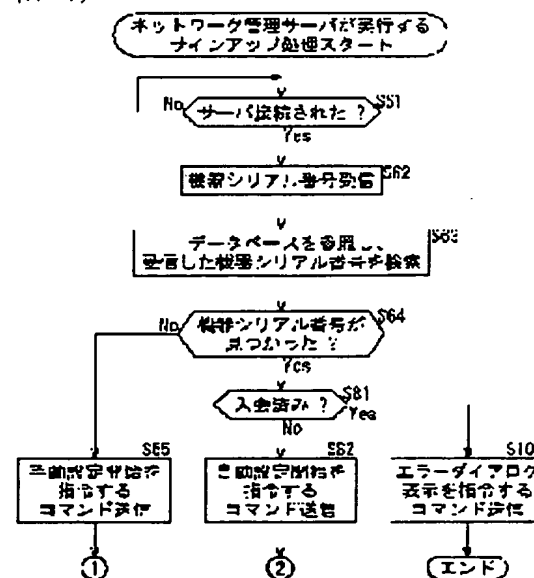 ネットワーク管理サーバが実行する
サインアップ処理スタート
No
サーバ接続された？
S61
Yes
機器シリアル番号受信
S62
データベースを参照し、
受信した機器シリアル番号を検索
S63
No
機器シリアル番号が
見つかった？
S64
Yes
入会済み？
S81
Yes
No
S65
手動設定開始を
指令する
コマンド送信
S82
自動設定開始を
指令する
コマンド送信
S10
エラーダイアログ
表示を指令する
コマンド送信
①
②
エンド